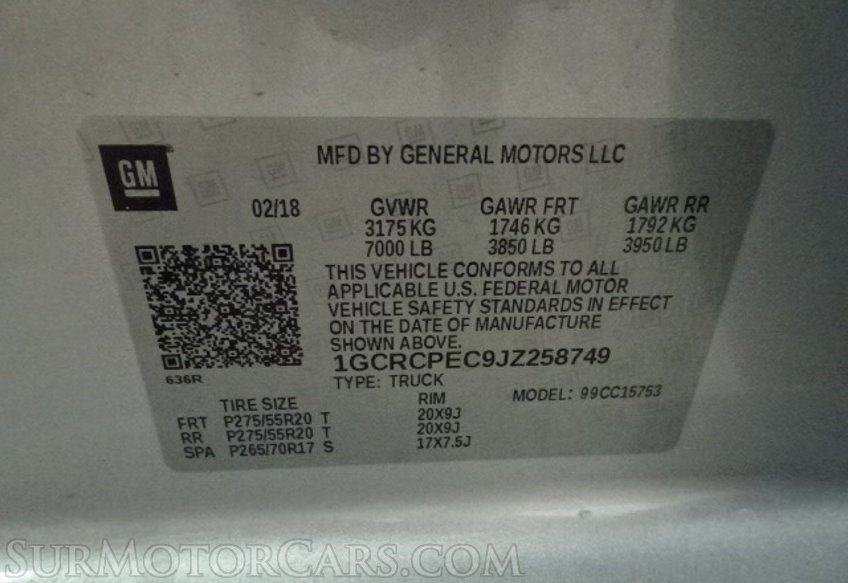 GM
MFD BY GENERAL MOTORS LLC
02/18 GVWR GAWR FRT GAWR RR
3175 KG 1746 KG 1792 KG
7000 LB 3850 LB 3950 LB
THIS VEHICLE CONFORMS TO ALL
APPLICABLE U.S. FEDERAL MOTOR
VEHICLE SAFETY STANDARDS IN EFFECT
ON THE DATE OF MANUFACTURE
SHOWN ABOVE.
1GCRCPEC9JZ258749
636R
TYPE: TRUCK MODEL: 99CC15753
TIRE SIZE RIM
FRT P275/55R20 T 20X9J
RR P275/55R20 T 20X9J
SPA P265/70R17 S 17X7.5J
SURMOTORCARS.COM